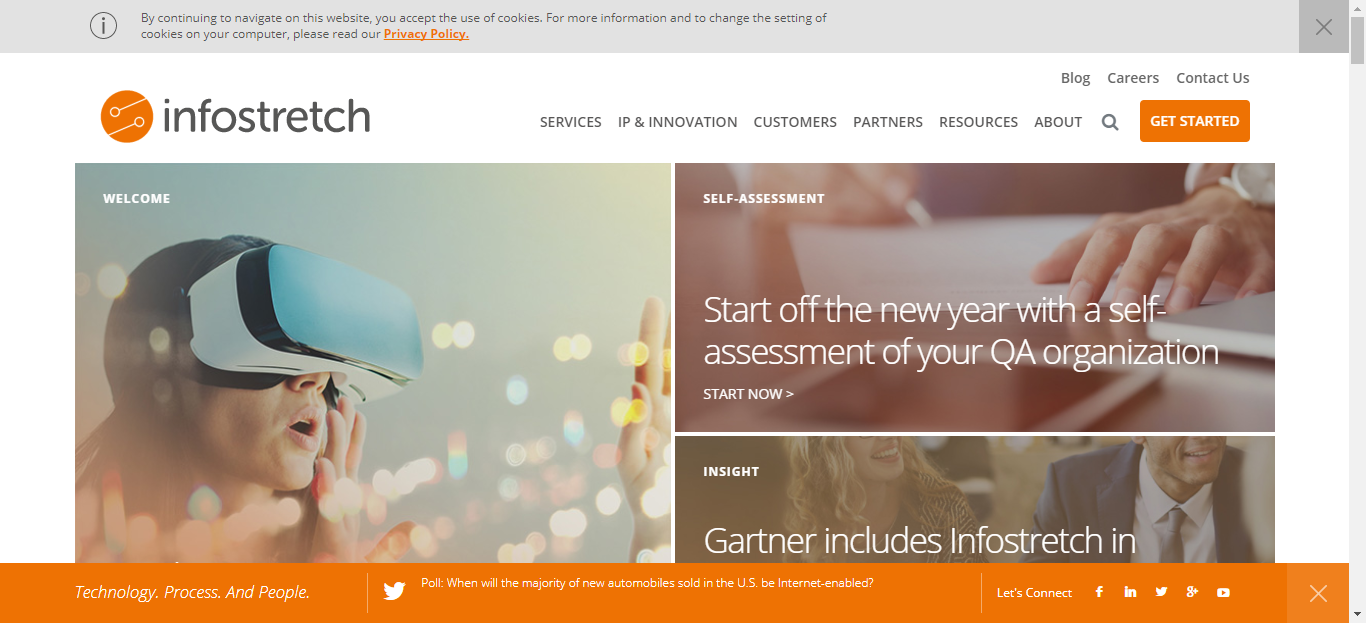 By continuing to navigate on this website, you accept the use of cookies. For more information and to change the setting of
cookies on your computer, please read our Privacy Policy.
Blog Careers Contact Us
infostretch
SERVICES IP & INNOVATION CUSTOMERS PARTNERS RESOURCES ABOUT GET STARTED
WELCOME
SELF-ASSESSMENT
Start off the new year with a self-
assessment of your QA organization
START NOW >
INSIGHT
Gartner includes Infostretch in
Technology. Process. And People.
Poll: When will the majority of new automobiles sold in the U.S. be Internet-enabled?
Let's Connect